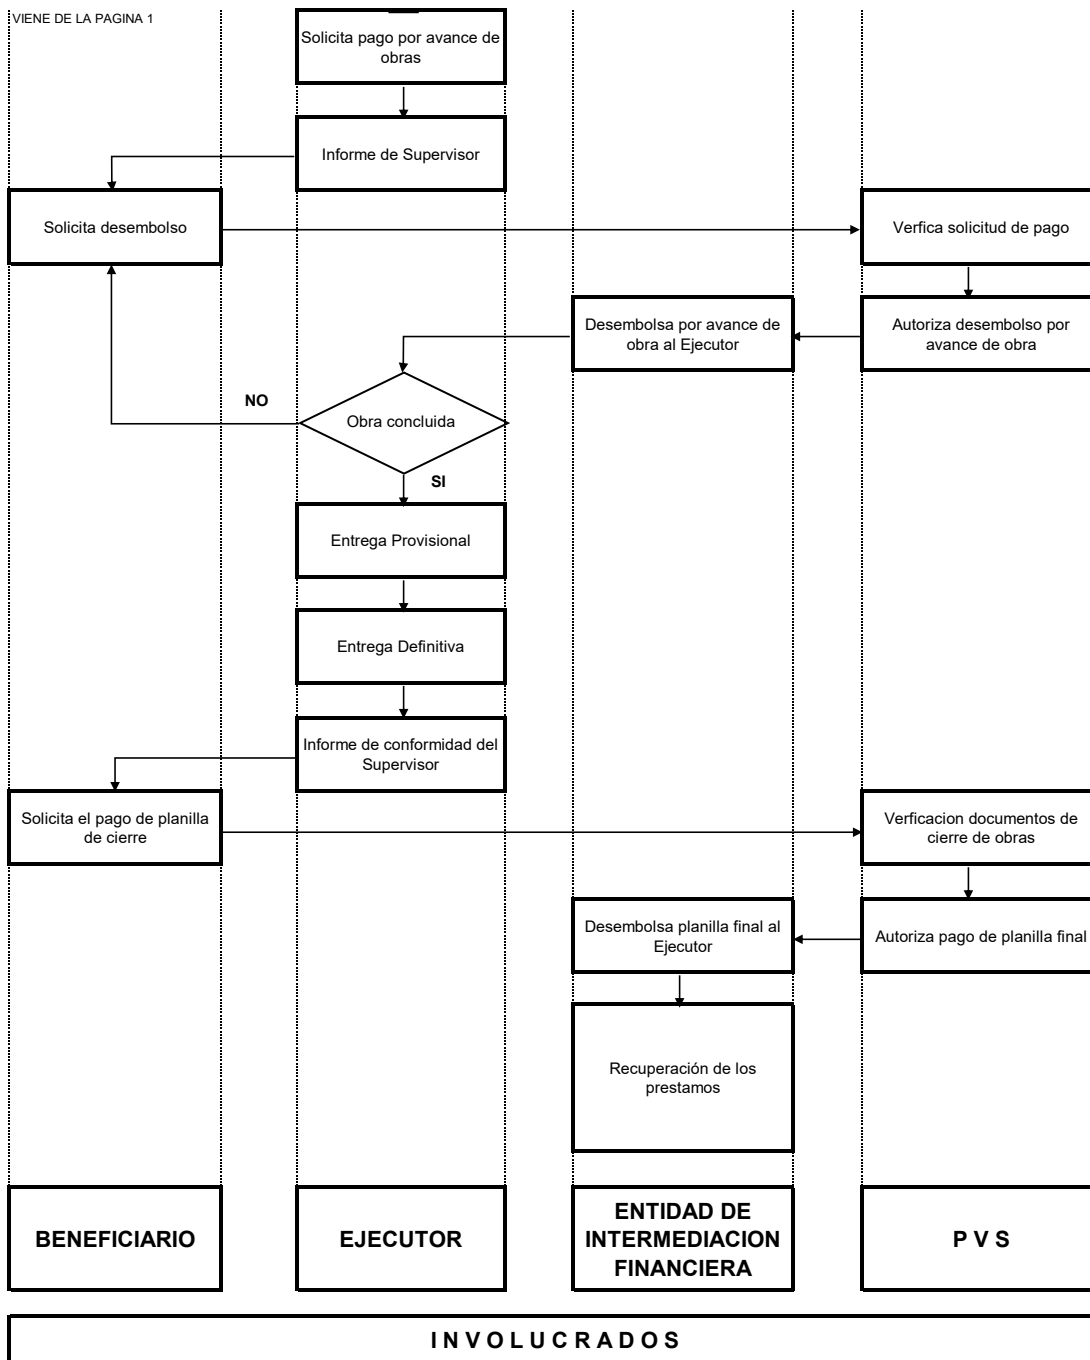 VIENE DE LA PAGINA 1
Solicita pago por avance de
obras
Informe de Supervisor
Solicita desembolso
Verfica solicitud de pago
Desembolsa por avance de
obra al Ejecutor
Autoriza desembolso por
avance de obra
NO
Obra concluida
SI
Entrega Provisional
Entrega Definitiva
Informe de conformidad del
Supervisor
Solicita el pago de planilla
de cierre
Verficacion documentos de
cierre de obras
Desembolsa planilla final al
Ejecutor
Autoriza pago de planilla final
Recuperación de los
prestamos
BENEFICIARIO
EJECUTOR
ENTIDAD DE
INTERMEDIACION
FINANCIERA
P V S
I N V O L U C R A D O S